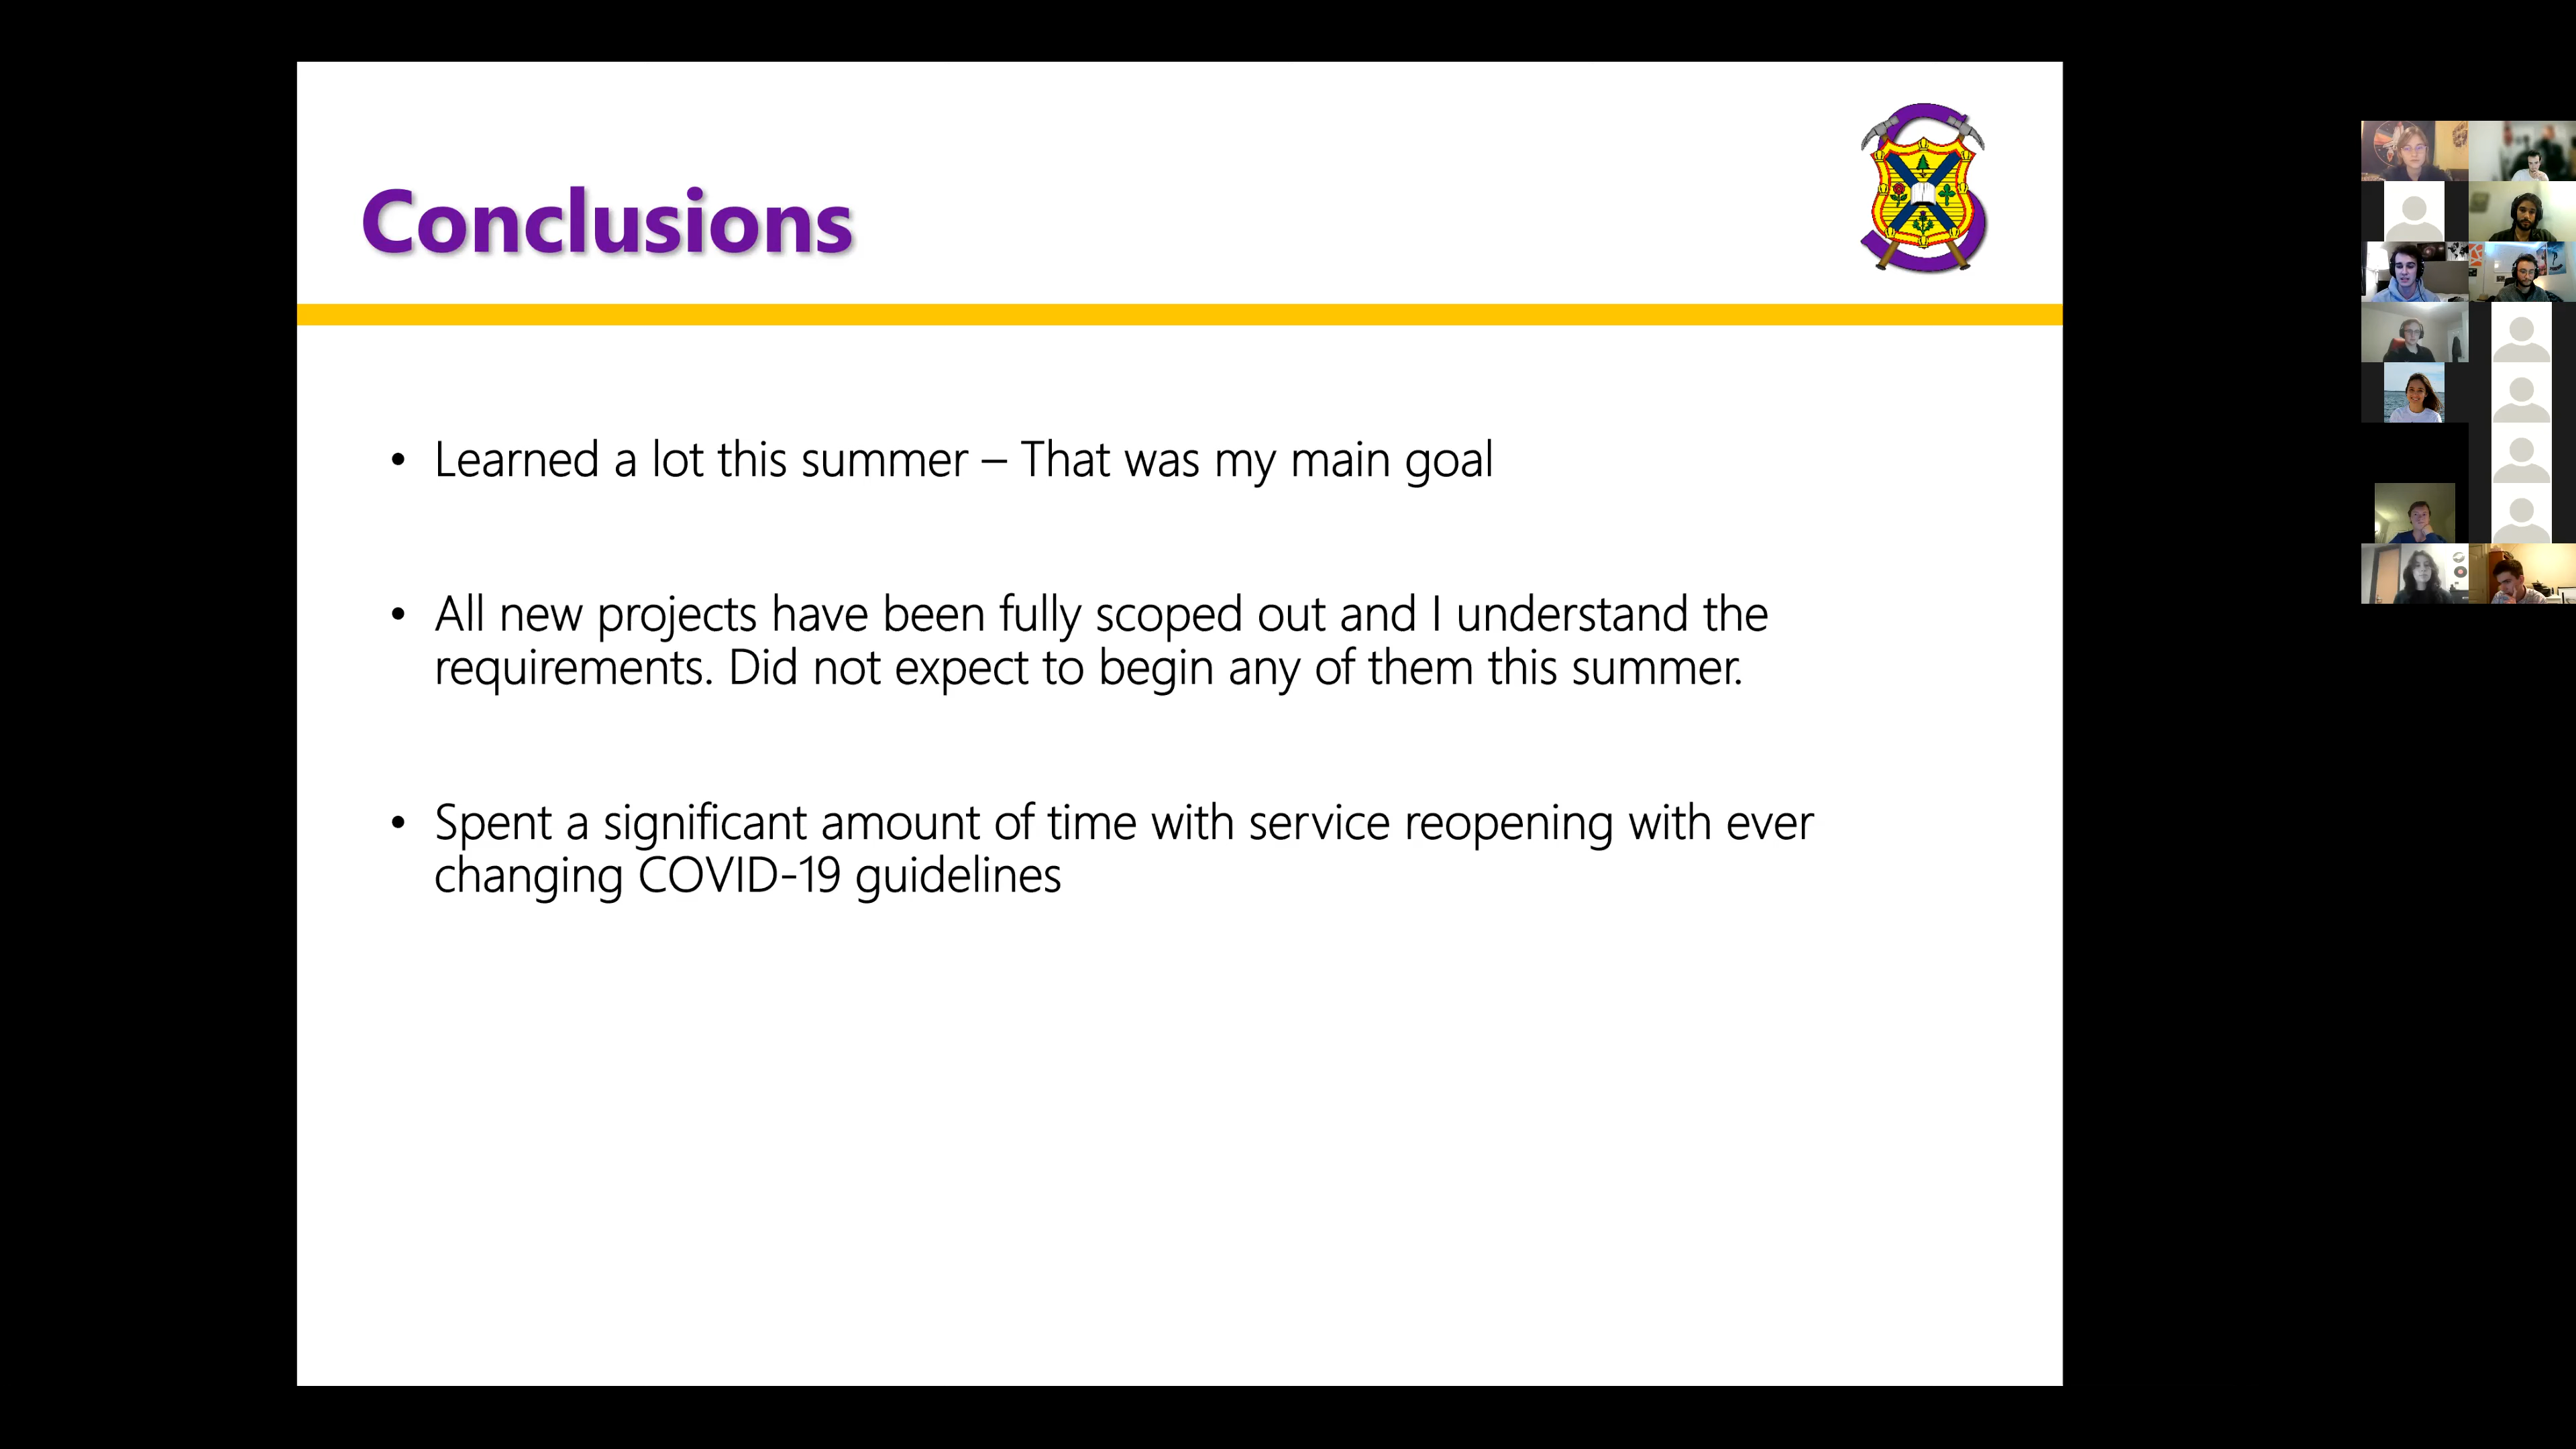 Conclusions
• Learned a lot this summer – That was my main goal
• All new projects have been fully scoped out and I understand the
requirements. Did not expect to begin any of them this summer.
• Spent a significant amount of time with service reopening with ever
changing COVID-19 guidelines